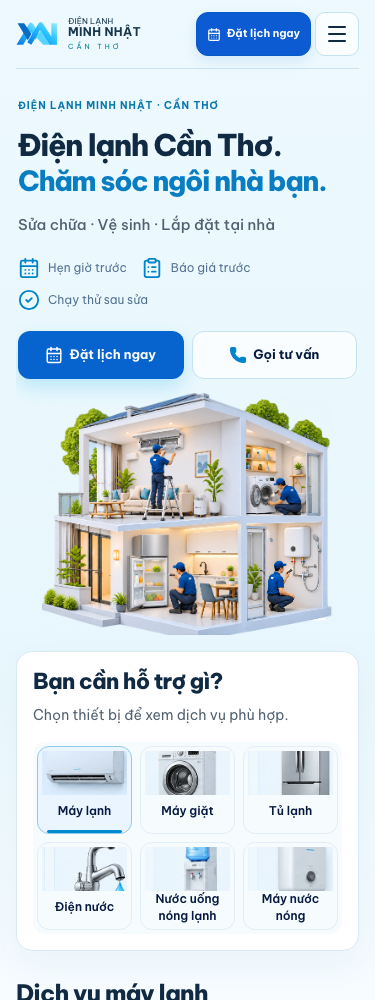 ĐIỆN LẠNH
MINH NHẬT
CẦN THƠ
Đặt lịch ngay
ĐIỆN LẠNH MINH NHẬT · CẦN THƠ
Điện lạnh Cần Thơ.
Chăm sóc ngôi nhà bạn.
Sửa chữa · Vệ sinh · Lắp đặt tại nhà
Hẹn giờ trước
Báo giá trước
Chạy thử sau sửa
Đặt lịch ngay
Gọi tư vấn
Bạn cần hỗ trợ gì?
Chọn thiết bị để xem dịch vụ phù hợp.
Máy lạnh
Máy giặt
Tủ lạnh
Điện nước
Nước uống
nóng lạnh
Máy nước
nóng
Dịch vụ máy lạnh